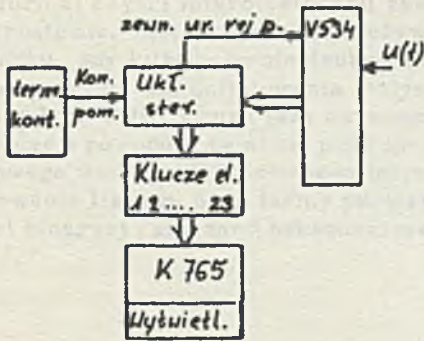 zewn. ur. rej p.
V534
U(t)
term.
kont.
Kon.
pom.
Ukł.
ster.
Klucze el.
1 2 .... 23
K 765
Wyświetl.